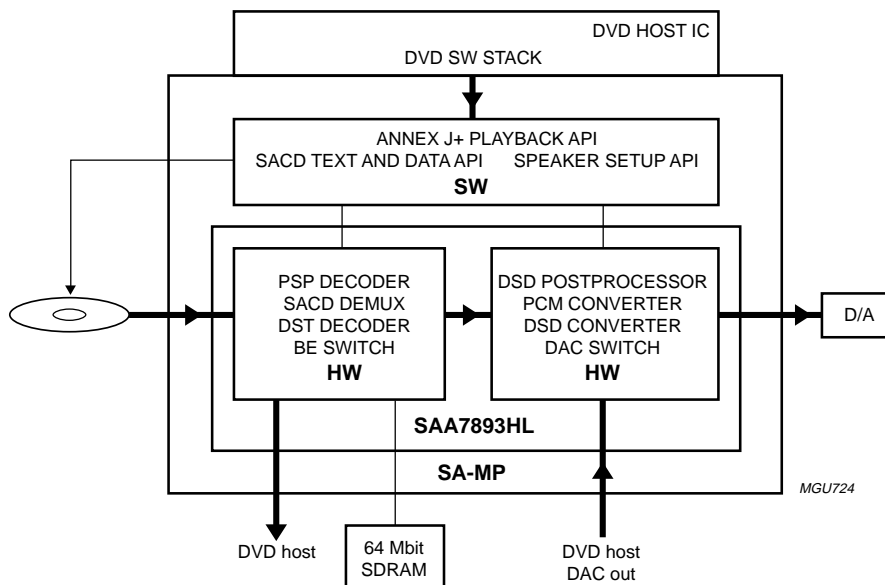 DVD HOST IC
DVD SW STACK
ANNEX J+ PLAYBACK API
SACD TEXT AND DATA API SPEAKER SETUP API
SW
PSP DECODER
SACD DEMUX
DST DECODER
BE SWITCH
HW
DSD POSTPROCESSOR
PCM CONVERTER
DSD CONVERTER
DAC SWITCH
HW
D/A
SAA7893HL
SA-MP
MGU724
DVD host
64 Mbit
SDRAM
DVD host
DAC out